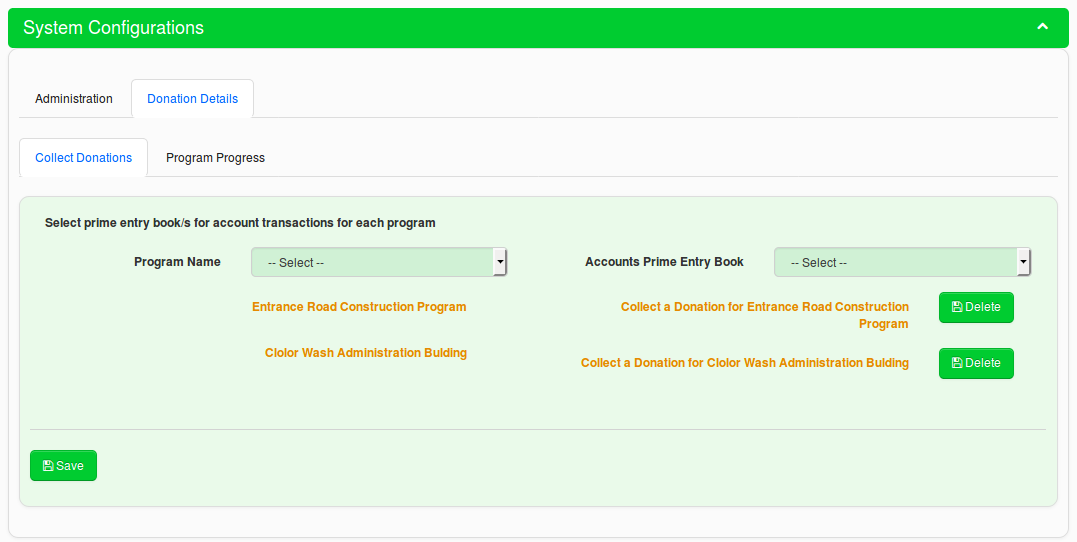 System Configurations
Administration
Donation Details
Collect Donations
Program Progress
Select prime entry book/s for account transactions for each program
Program Name
-- Select --
Accounts Prime Entry Book
-- Select --
Entrance Road Construction Program
Collect a Donation for Entrance Road Construction
Program
Delete
Clolor Wash Administration Bulding
Collect a Donation for Clolor Wash Administration Bulding
Delete
Save